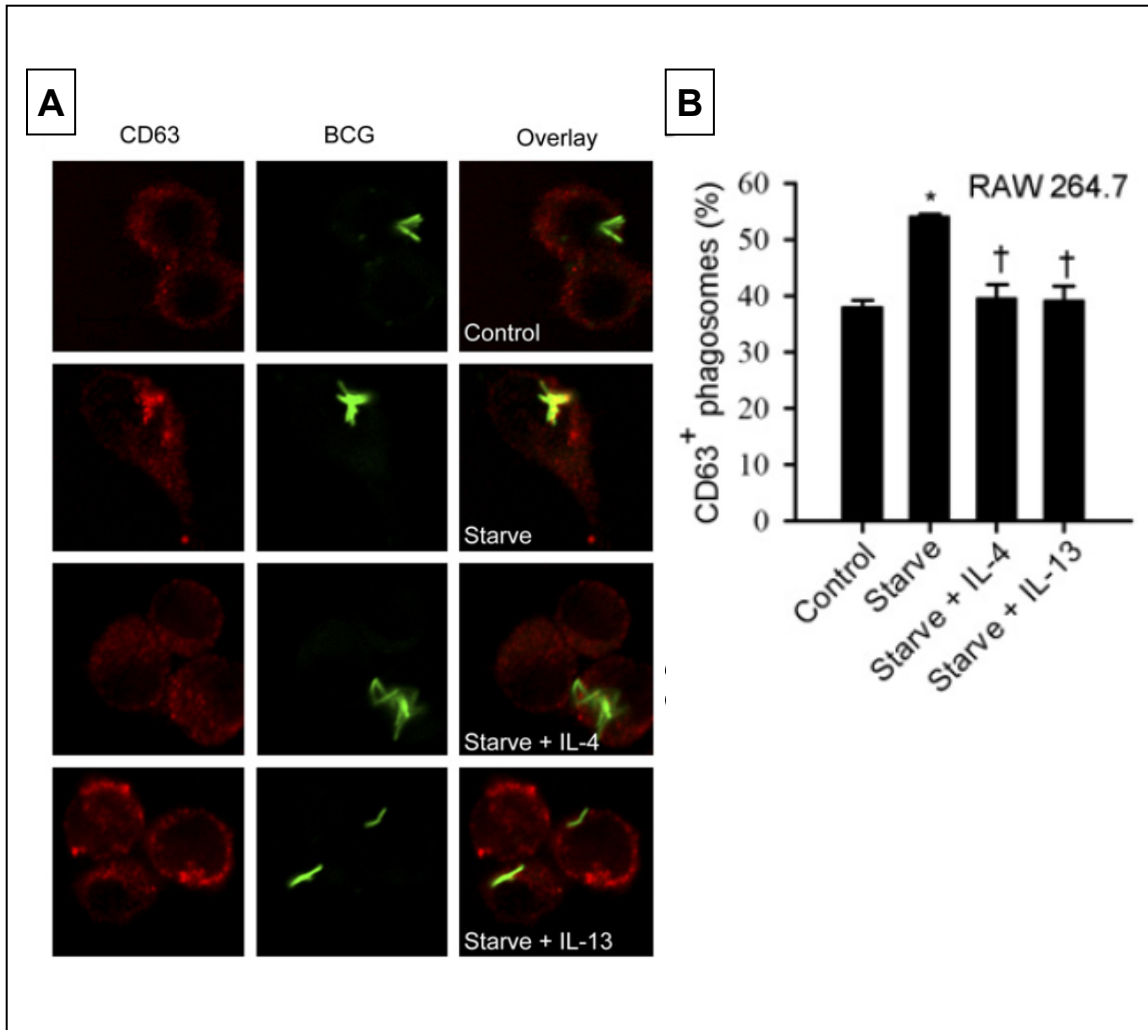 A
CD63 BCG Overlay
Control
Starve
Starve + IL-4
Starve + IL-13
B
RAW 264.7
CD63+ phagosomes (%)
60
50
40
30
20
10
0
*
†
†
Control
Starve
Starve + IL-4
Starve + IL-13